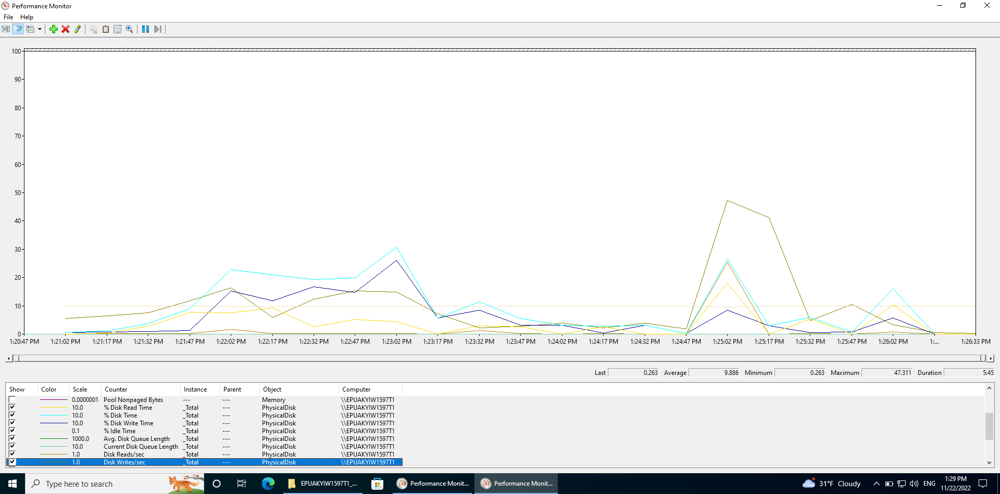 Performance Monitor
File Help
100
90
80
70
60
50
40
30
20
10
0
1:20:47 PM 1:21:02 PM 1:21:17 PM 1:21:32 PM 1:21:47 PM 1:22:02 PM 1:22:17 PM 1:22:32 PM 1:22:47 PM 1:23:02 PM 1:23:17 PM 1:23:32 PM 1:23:47 PM 1:24:02 PM 1:24:17 PM 1:24:32 PM 1:24:47 PM 1:25:02 PM 1:25:17 PM 1:25:32 PM 1:25:47 PM 1:26:02 PM 1:... 1:26:33 PM
Last 0.263 Average 9.886 Minimum 0.263 Maximum 47.311 Duration 5:45
Show Color Scale Counter Instance Parent Object Computer
0.0000001 Pool Nonpaged Bytes --- --- Memory \\EPUAKYIW1597T1
10.0 % Disk Read Time _Total --- PhysicalDisk \\EPUAKYIW1597T1
10.0 % Disk Time _Total --- PhysicalDisk \\EPUAKYIW1597T1
10.0 % Disk Write Time _Total --- PhysicalDisk \\EPUAKYIW1597T1
0.1 % Idle Time _Total --- PhysicalDisk \\EPUAKYIW1597T1
1000.0 Avg. Disk Queue Length _Total --- PhysicalDisk \\EPUAKYIW1597T1
10.0 Current Disk Queue Length _Total --- PhysicalDisk \\EPUAKYIW1597T1
1.0 Disk Reads/sec _Total --- PhysicalDisk \\EPUAKYIW1597T1
1.0 Disk Writes/sec _Total --- PhysicalDisk \\EPUAKYIW1597T1
Type here to search EPUAKYIW1597T1_... Performance Monit... Performance Monit... 31°F Cloudy ENG 1:29 PM
11/22/2022